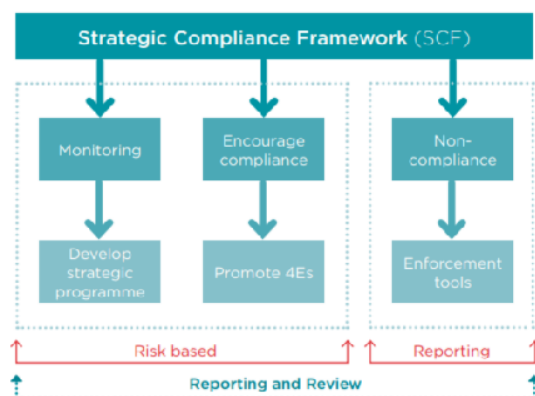 Strategic Compliance Framework (SCF)
Monitoring
Encourage
compliance
Non-
compliance
Develop
strategic
programme
Promote 4Es
Enforcement
tools
Risk based
Reporting
Reporting and Review